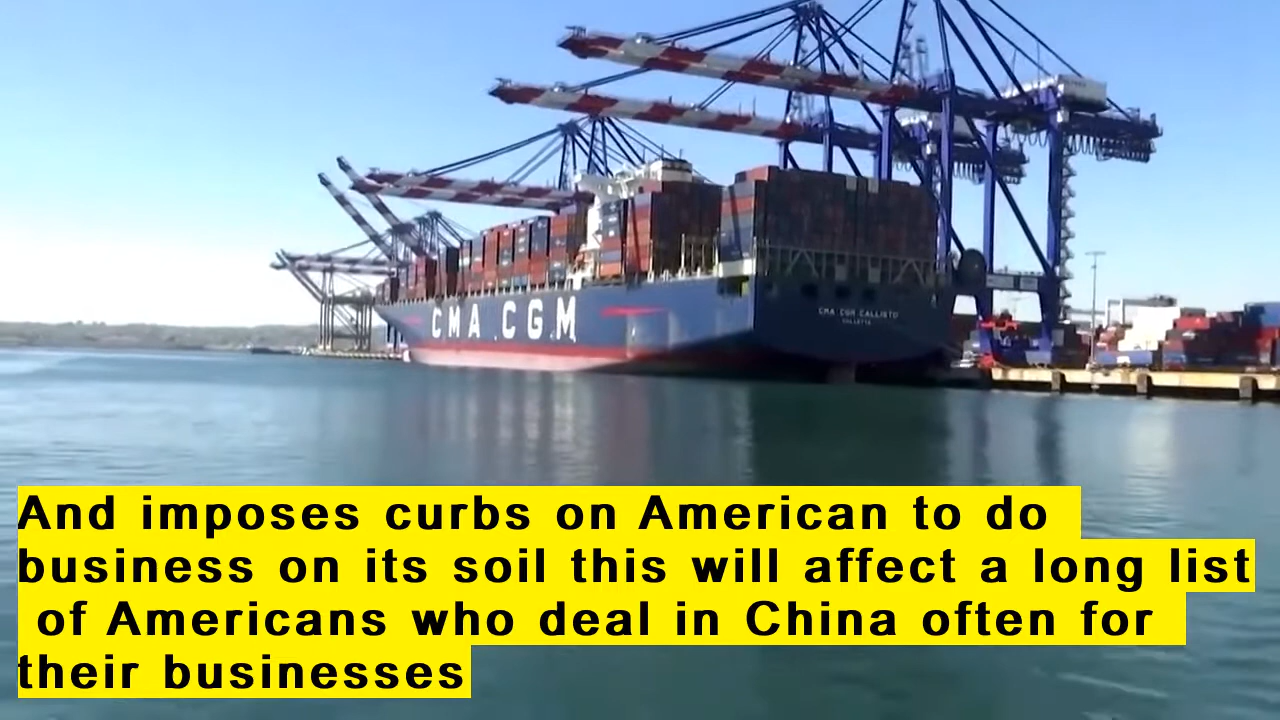 CMA CGM
CMA CGM CALLISTO
VALLETTA
And imposes curbs on American to do
business on its soil this will affect a long list
of Americans who deal in China often for
their businesses